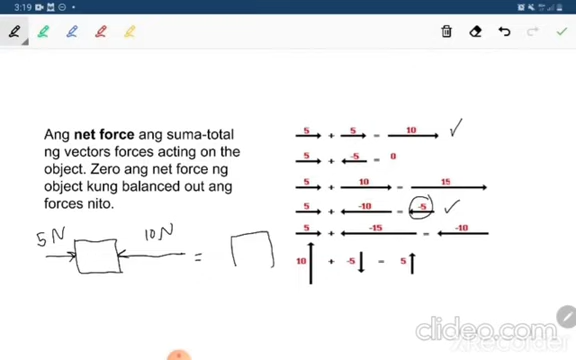 3:19
Ang net force ang suma-total
ng vectors forces acting on the
object. Zero ang net force ng
object kung balanced out ang
forces nito.
5 + 5 = 10
5 + -5 = 0
5 + 10 = 15
5 + -10 = -5
5 + -15 = -10
10 + -5 = 5
5N 10N =
clideo.com
XRecorder